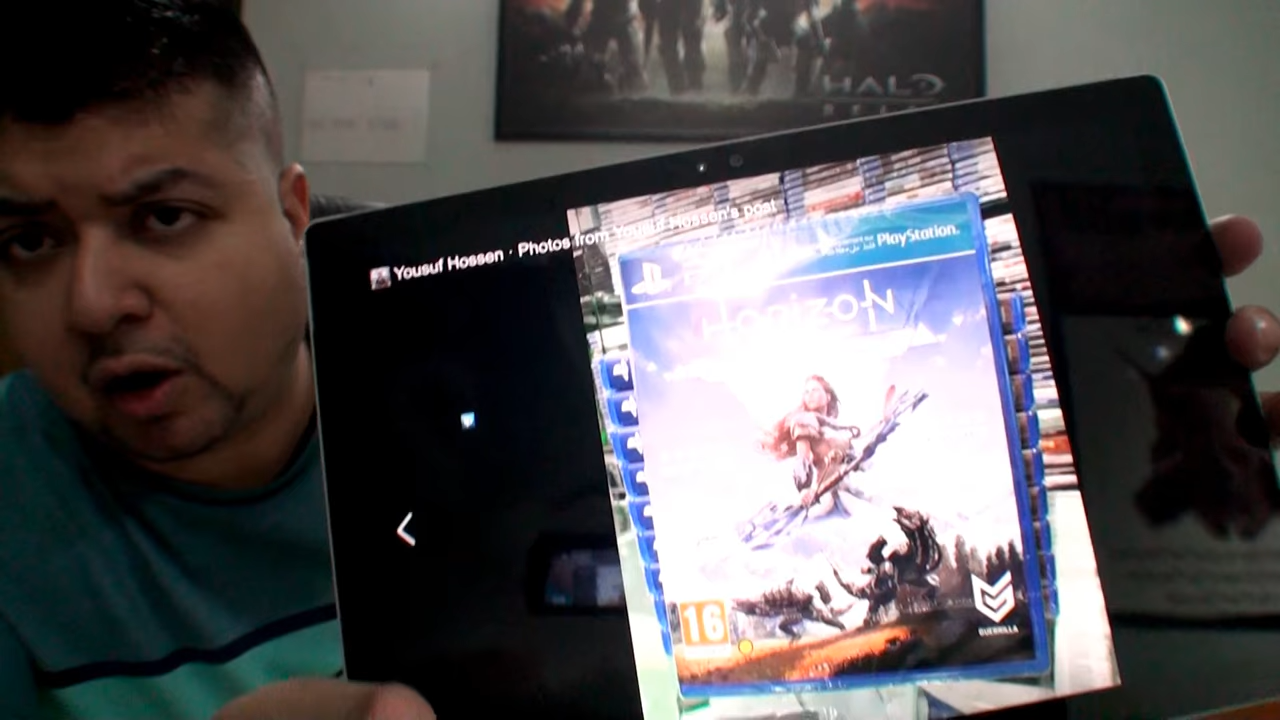 HALO
Yousuf Hossen · Photos from Yousuf Hossen's post
PlayStation.
HORIZON
16
GUERRILLA